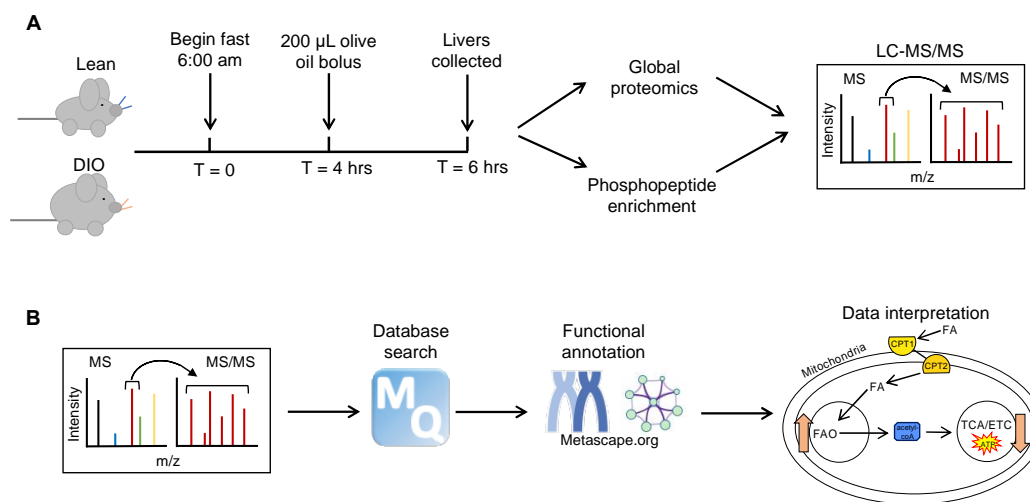 A
Lean
DIO
Begin fast
6:00 am
200 µL olive
oil bolus
Livers
collected
T = 0
T = 4 hrs
T = 6 hrs
Global
proteomics
Phosphopeptide
enrichment
LC-MS/MS
MS
MS/MS
Intensity
m/z
B
MS
MS/MS
Intensity
m/z
Database
search
M
Q
Functional
annotation
Metascape.org
Data interpretation
Mitochondria
CPT1
FA
CPT2
FA
FAO
acetyl-
coA
TCA/ETC
ATP